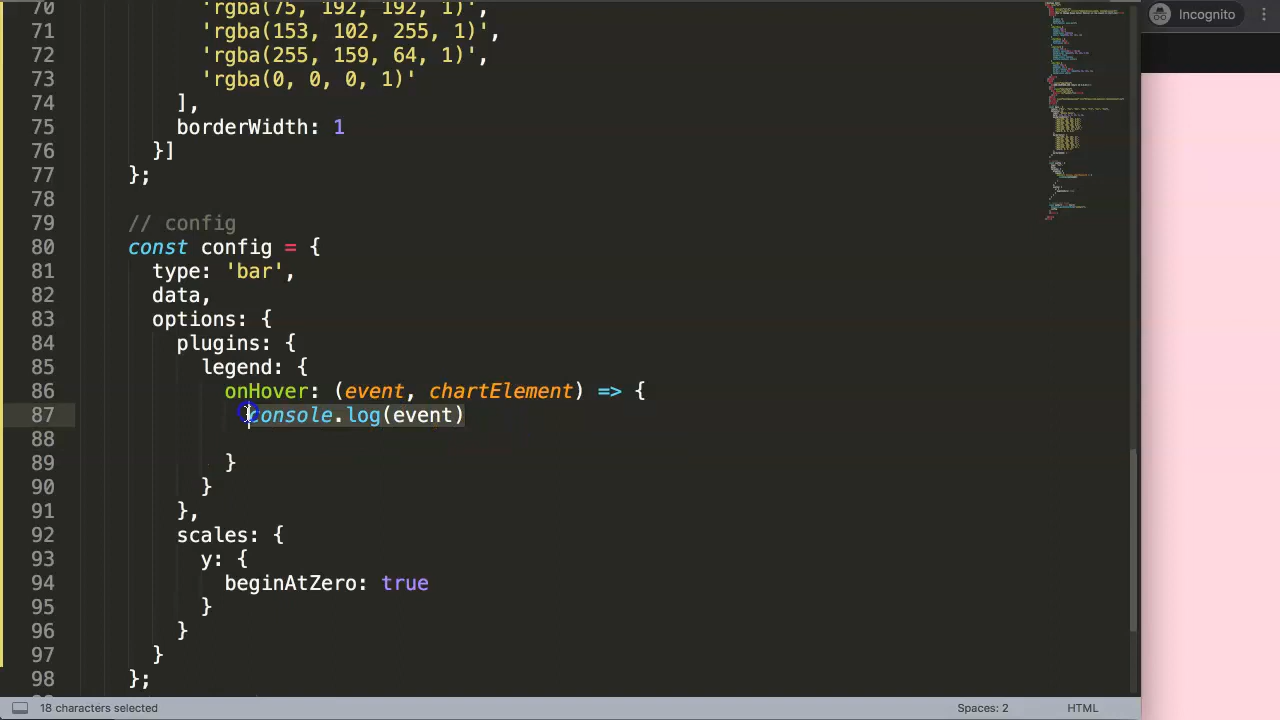 70 'rgba(75, 192, 192, 1)',
71 'rgba(153, 102, 255, 1)',
72 'rgba(255, 159, 64, 1)',
73 'rgba(0, 0, 0, 1)'
74 ],
75 borderWidth: 1
76 }]
77 };
78
79 // config
80 const config = {
81 type: 'bar',
82 data,
83 options: {
84 plugins: {
85 legend: {
86 onHover: (event, chartElement) => {
87 console.log(event)
88
89 }
90 }
91 },
92 scales: {
93 y: {
94 beginAtZero: true
95 }
96 }
97 }
98 };
18 characters selected
Spaces: 2
HTML
Incognito